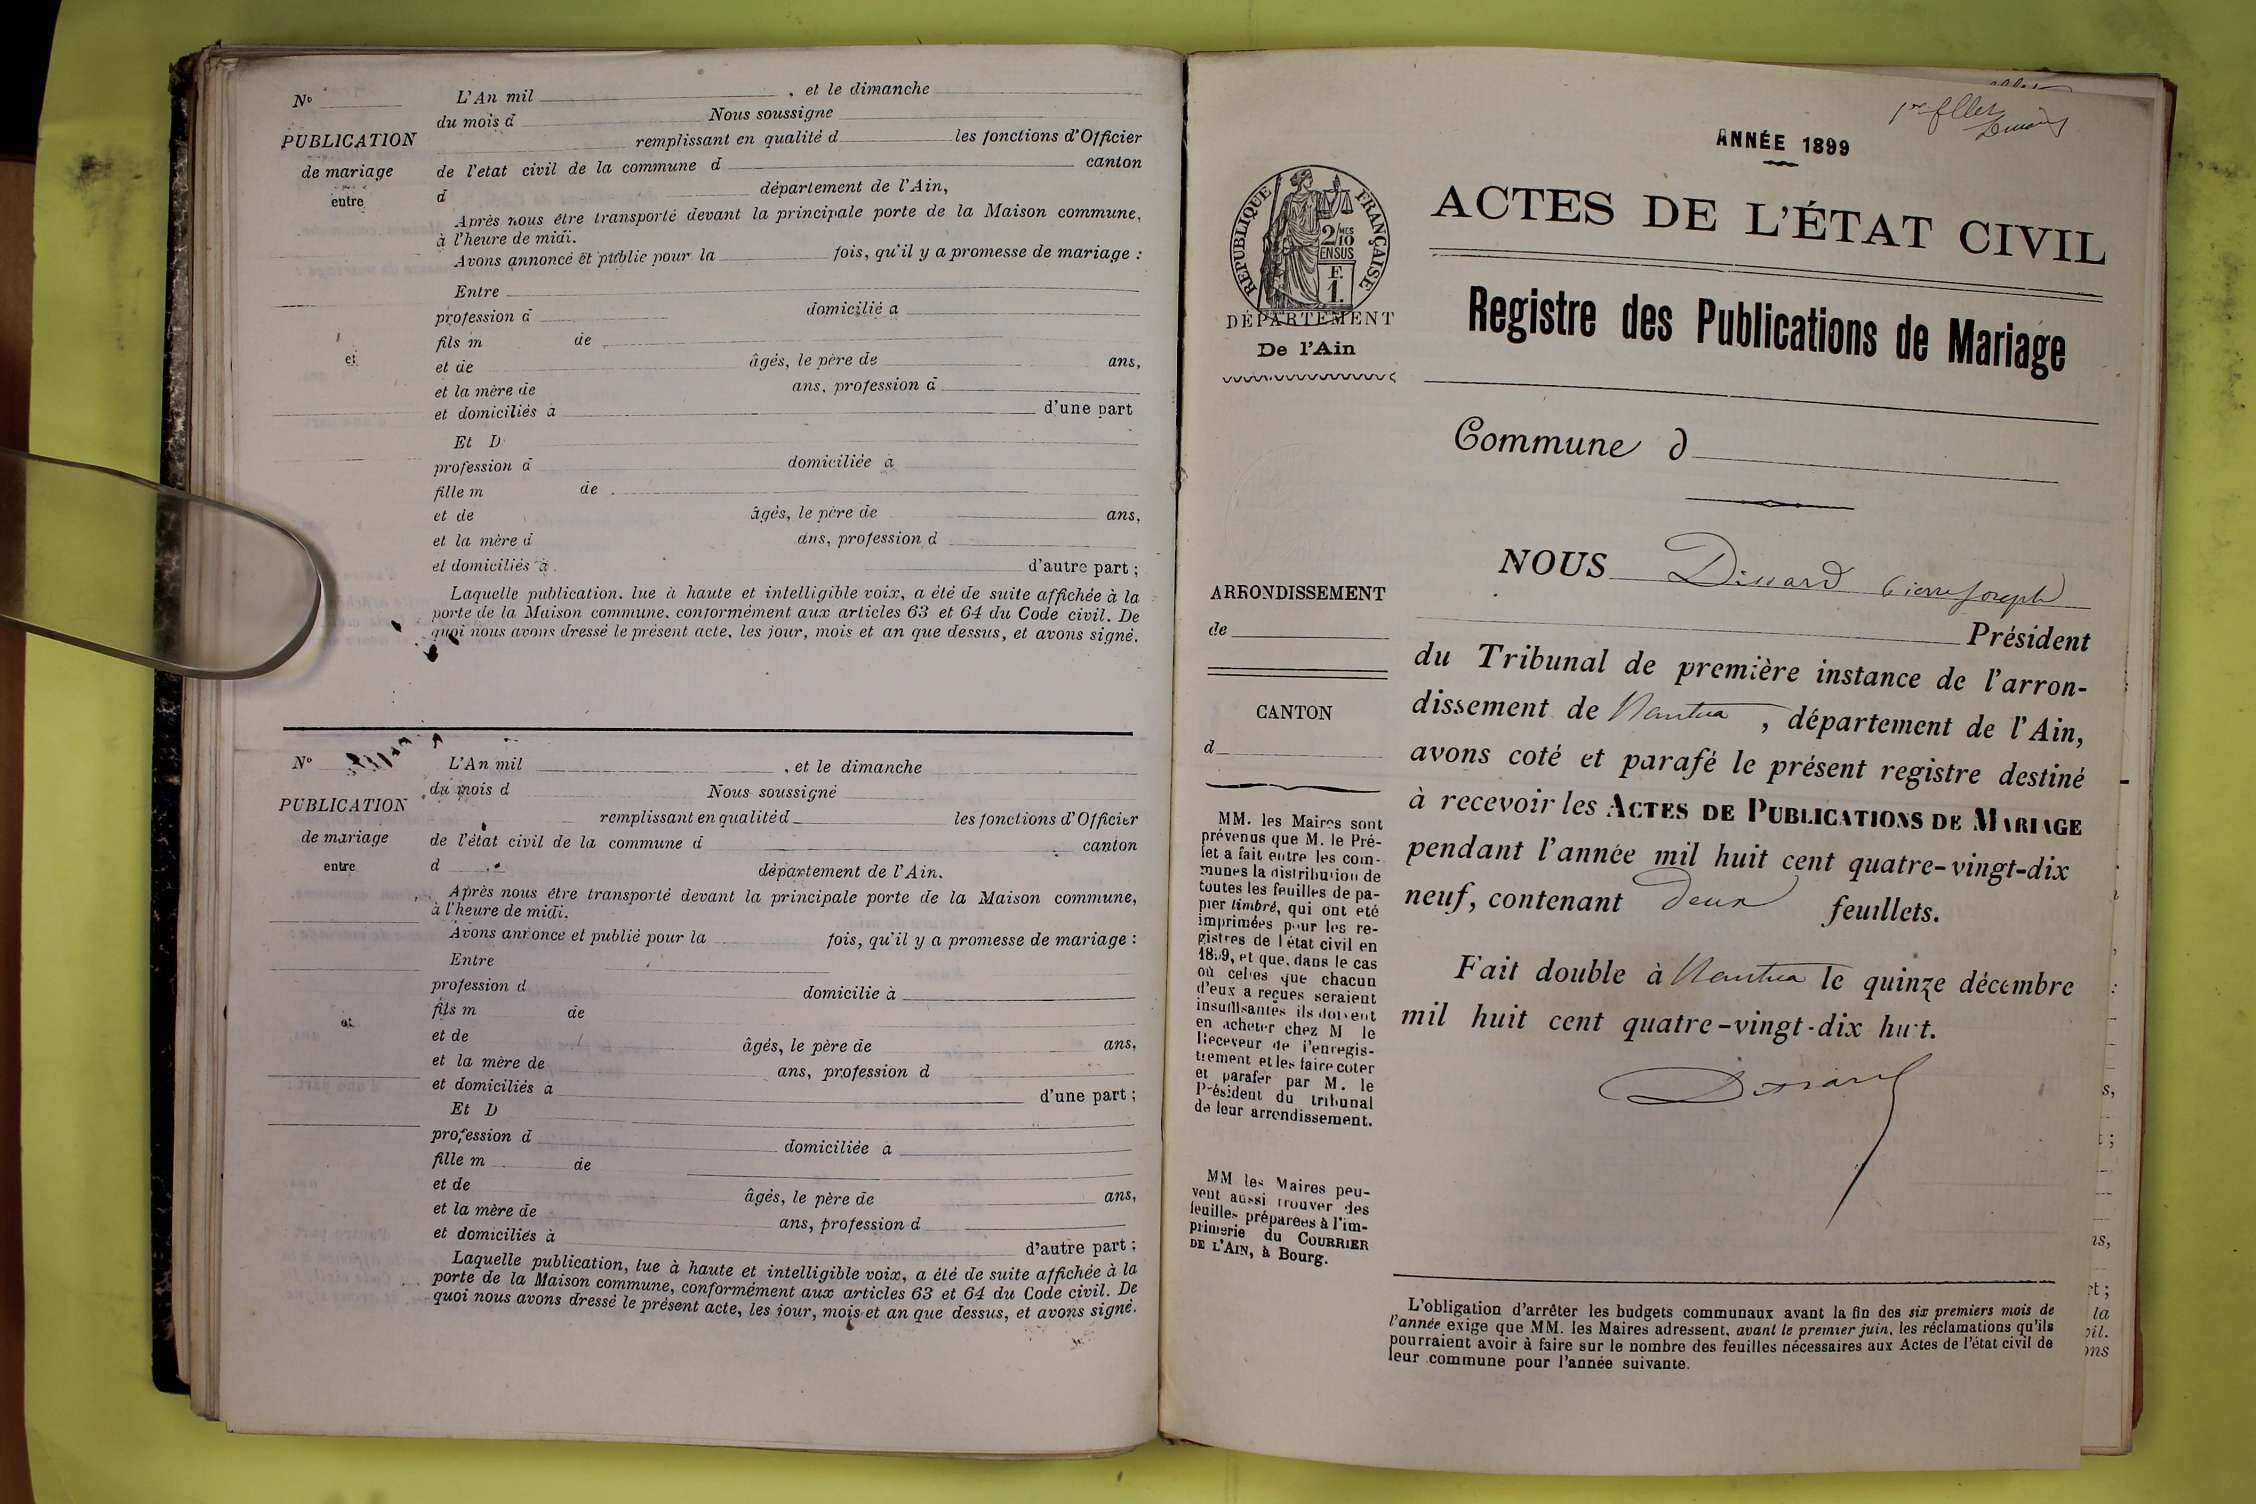 Nº
PUBLICATION
de mariage
entre
et
L'An mil , et le dimanche
du mois d Nous soussigné
remplissant en qualité d les fonctions d'Officier
de l'état civil de la commune d canton
d département de l'Ain,
Après nous être transporté devant la principale porte de la Maison commune,
à l'heure de midi.
Avons annoncé et publié pour la fois, qu'il y a promesse de mariage :
Entre
profession d domicilié a
fils m de
et de âgés, le père de ans,
et la mère de ans, profession d
et domiciliés à d'une part
Et D
profession d domiciliée à
fille m de
et de âgés, le père de ans,
et la mère d ans, profession d
et domiciliés à d'autre part ;
Laquelle publication, lue à haute et intelligible voix, a été de suite affichée à la
porte de la Maison commune, conformément aux articles 63 et 64 du Code civil. De
quoi nous avons dressé le présent acte, les jour, mois et an que dessus, et avons signé.
Nº
PUBLICATION
de mariage
entre
et
L'An mil , et le dimanche
du mois d Nous soussigné
remplissant en qualité d les fonctions d'Officier
de l'état civil de la commune d canton
d département de l'Ain.
Après nous être transporté devant la principale porte de la Maison commune,
à l'heure de midi.
Avons annoncé et publié pour la fois, qu'il y a promesse de mariage :
Entre
profession d domicilié à
fils m de
et de âgés, le père de ans,
et la mère de ans, profession d
et domiciliés à d'une part ;
Et D
profession d domiciliée à
fille m de
et de âgés, le père de ans,
et la mère de ans, profession d
et domiciliés à d'autre part ;
Laquelle publication, lue à haute et intelligible voix, a été de suite affichée à la
porte de la Maison commune, conformément aux articles 63 et 64 du Code civil. De
quoi nous avons dressé le présent acte, les jour, mois et an que dessus, et avons signé.
ANNÉE 1899
RÉPUBLIQUE FRANÇAISE
2/10 MES
EN SUS
F.
1.
DÉPARTEMENT
De l'Ain
ACTES DE L'ÉTAT CIVIL
Registre des Publications de Mariage
Commune d
ARRONDISSEMENT
de
CANTON
d
MM. les Maires sont
prévenus que M. le Pré-
fet a fait entre les com-
munes la distribution de
toutes les feuilles de pa-
pier timbré, qui ont été
imprimées pour les re-
gistres de l'état civil en
1899, et que, dans le cas
où celles que chacun
d'eux a reçues seraient
insuffisantes ils doivent
en acheter chez M le
Receveur de l'enregis-
trement et les faire coter
et parafer par M. le
Président du tribunal
de leur arrondissement.
MM les Maires peu-
vent aussi trouver des
feuilles préparées à l'im-
primerie du COURRIER
DE L'AIN, à Bourg.
NOUS Dissard Pierre Joseph
Président
du Tribunal de première instance de l'arron-
dissement de Nantua, département de l'Ain,
avons coté et parafé le présent registre destiné
à recevoir les ACTES DE PUBLICATIONS DE MARIAGE
pendant l'année mil huit cent quatre-vingt-dix
neuf, contenant deux feuillets.
Fait double à Nantua le quinze décembre
mil huit cent quatre-vingt-dix huit.
Dissard
L'obligation d'arrêter les budgets communaux avant la fin des six premiers mois de
l'année exige que MM. les Maires adressent, avant le premier juin, les réclamations qu'ils
pourraient avoir à faire sur le nombre des feuilles nécessaires aux Actes de l'état civil de
leur commune pour l'année suivante.